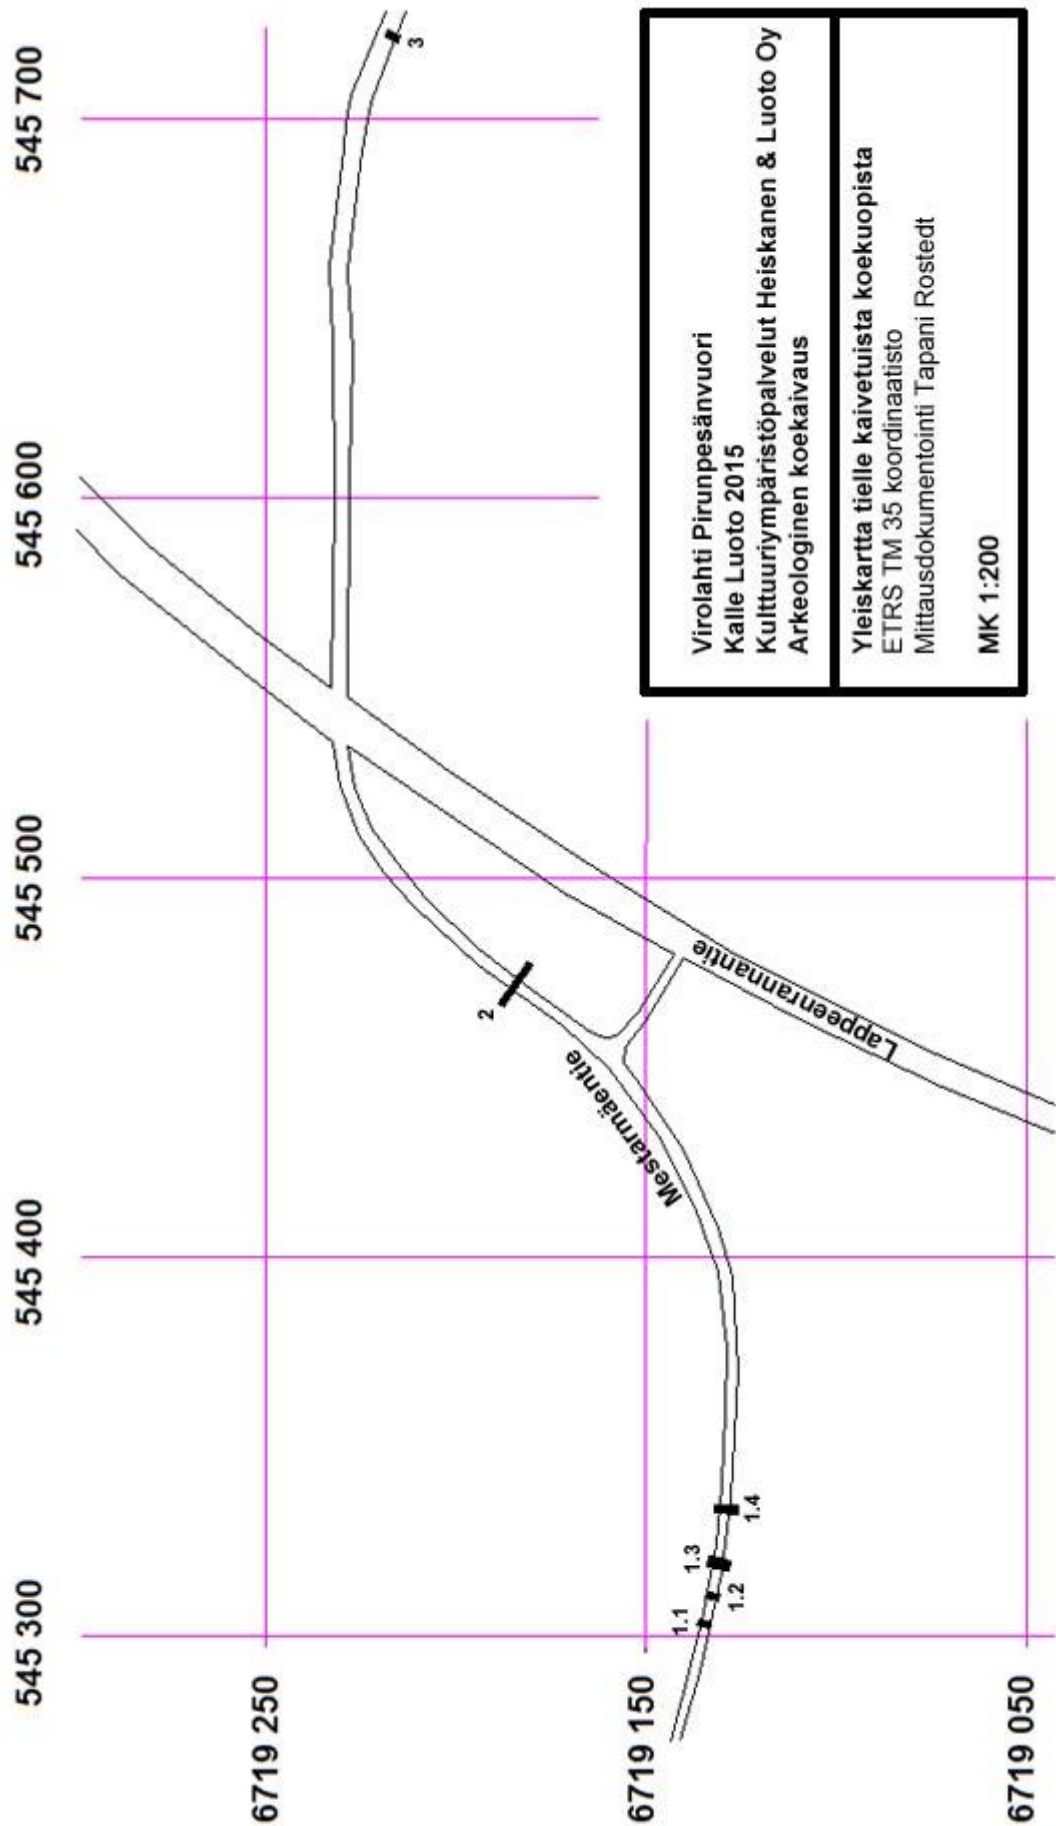 545 300
545 400
545 500
545 600
545 700
6719 250
6719 150
6719 050
1.1
1.2
1.3
1.4
2
3
Mestarmäentie
Lappeenrannantie
Virolahti Pirunpesänvuori
Kalle Luoto 2015
Kulttuuriympäristöpalvelut Heiskanen & Luoto Oy
Arkeologinen koekaivaus
Yleiskartta tielle kaivetuista koekuopista
ETRS TM 35 koordinaatisto
Mittausdokumentointi Tapani Rostedt
MK 1:200